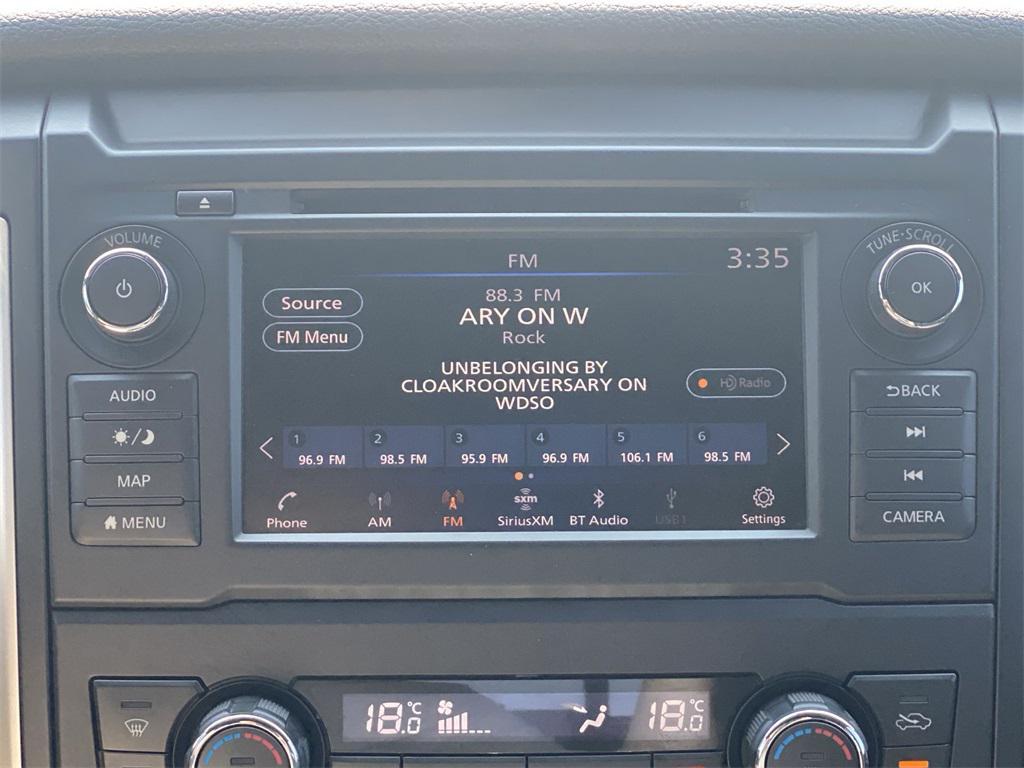 VOLUME
TUNE·SCROLL
OK
FM
3:35
Source
FM Menu
88.3 FM
ARY ON W
Rock
UNBELONGING BY
CLOAKROOMVERSARY ON
WDSO
HD Radio
1 2 3 4 5 6
96.9 FM 98.5 FM 95.9 FM 96.9 FM 106.1 FM 98.5 FM
sxm
Phone AM FM SiriusXM BT Audio USB1 Settings
AUDIO
MAP
MENU
BACK
CAMERA
18.0 °C 18.0 °C